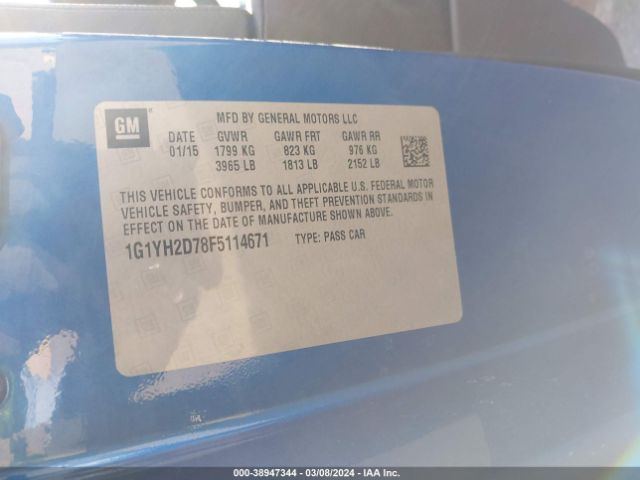 GM
MFD BY GENERAL MOTORS LLC
DATE GVWR GAWR FRT GAWR RR
01/15 1799 KG 823 KG 976 KG
3965 LB 1813 LB 2152 LB
THIS VEHICLE CONFORMS TO ALL APPLICABLE U.S. FEDERAL MOTOR
VEHICLE SAFETY, BUMPER, AND THEFT PREVENTION STANDARDS IN
EFFECT ON THE DATE OF MANUFACTURE SHOWN ABOVE.
1G1YH2D78F5114671 TYPE: PASS CAR
000-38947344 — 03/08/2024 — IAA Inc.